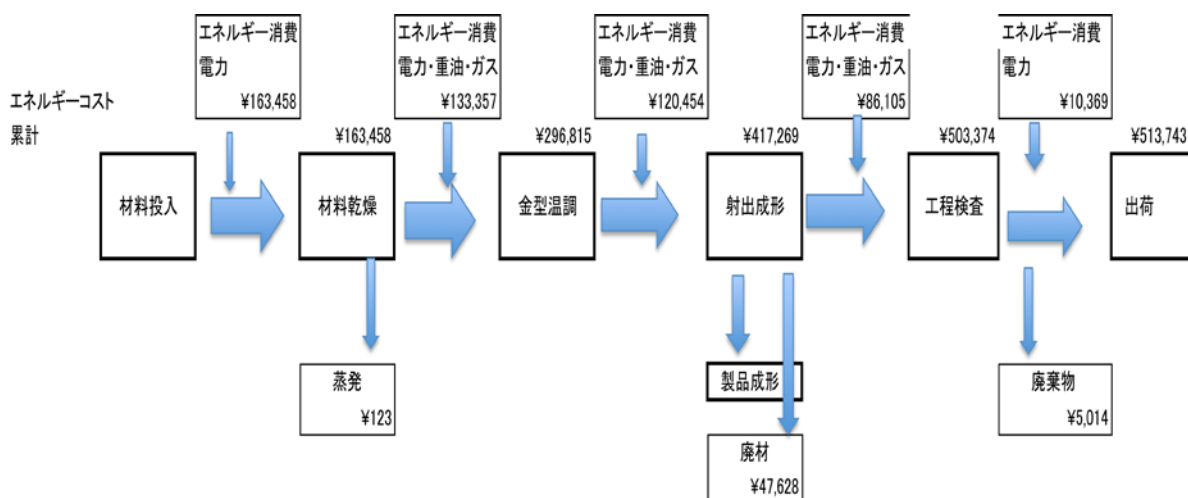 エネルギー消費
電力
¥163,458
エネルギー消費
電力・重油・ガス
¥133,357
エネルギー消費
電力・重油・ガス
¥120,454
エネルギー消費
電力・重油・ガス
¥86,105
エネルギー消費
電力
¥10,369
エネルギーコスト
累計
¥163,458
¥296,815
¥417,269
¥503,374
¥513,743
材料投入
材料乾燥
金型温調
射出成形
工程検査
出荷
蒸発
¥123
製品成形
廃材
¥47,628
廃棄物
¥5,014